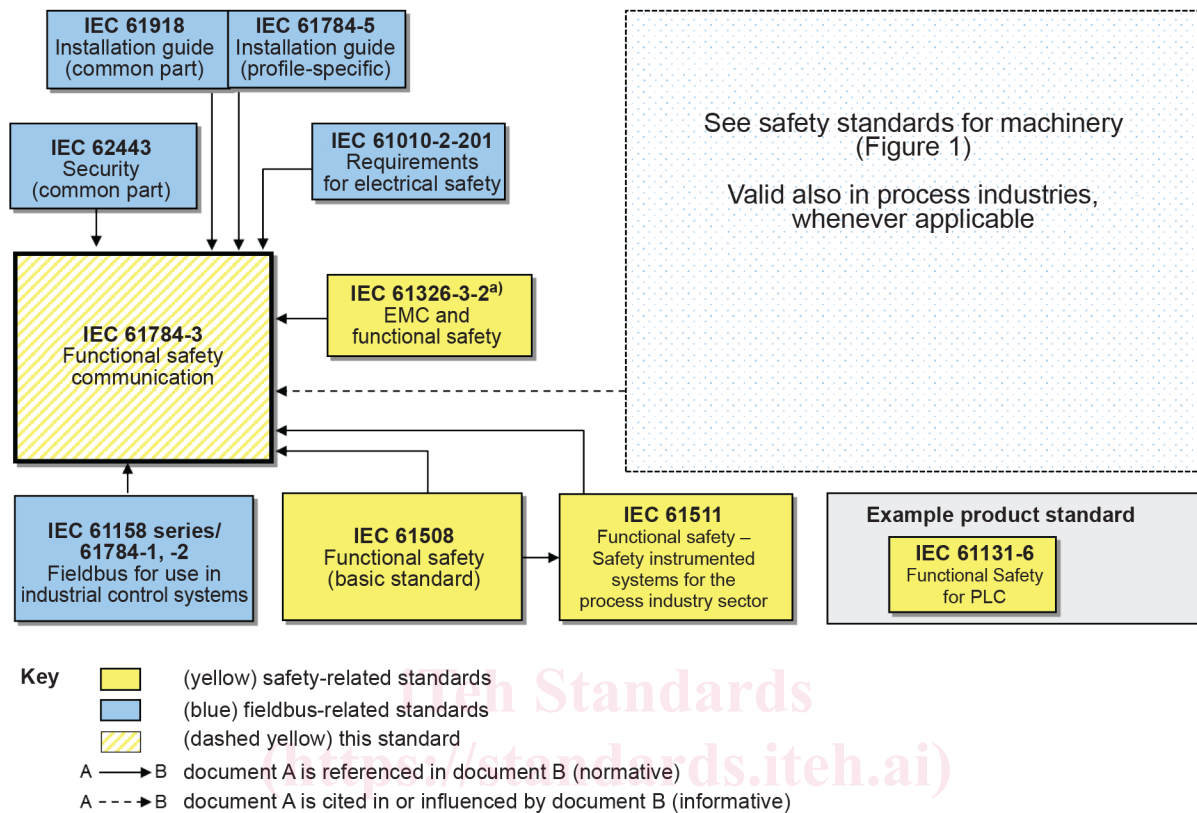 IEC 61918
Installation guide
(common part)
IEC 61784-5
Installation guide
(profile-specific)
See safety standards for machinery
(Figure 1)
Valid also in process industries,
whenever applicable
IEC 62443
Security
(common part)
IEC 61010-2-201
Requirements
for electrical safety
IEC 61784-3
Functional safety
communication
IEC 61326-3-2a)
EMC and
functional safety
IEC 61158 series/
61784-1, -2
Fieldbus for use in
industrial control systems
IEC 61508
Functional safety
(basic standard)
IEC 61511
Functional safety –
Safety instrumented
systems for the
process industry sector
Example product standard
IEC 61131-6
Functional Safety
for PLC
Key
(yellow) safety-related standards
(blue) fieldbus-related standards
(dashed yellow) this standard
A B document A is referenced in document B (normative)
A B document A is cited in or influenced by document B (informative)
iTeh Standards
(https://standards.iteh.ai)